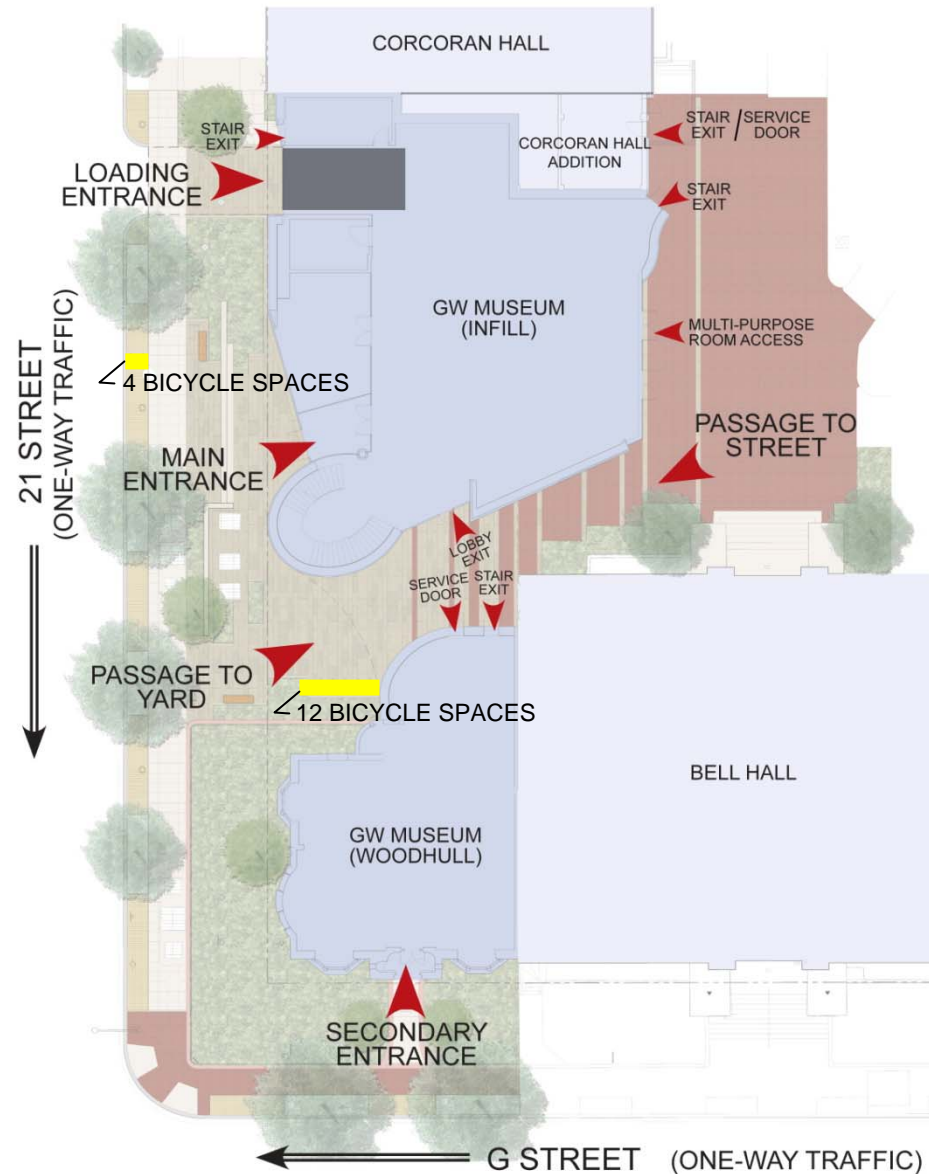 CORCORAN HALL
STAIR
EXIT
LOADING
ENTRANCE
CORCORAN HALL
ADDITION
STAIR
EXIT / SERVICE
DOOR
STAIR
EXIT
GW MUSEUM
(INFILL)
MULTI-PURPOSE
ROOM ACCESS
21 STREET
(ONE-WAY TRAFFIC)
4 BICYCLE SPACES
MAIN
ENTRANCE
PASSAGE TO
STREET
LOBBY
EXIT
SERVICE
DOOR
STAIR
EXIT
PASSAGE TO
YARD
12 BICYCLE SPACES
BELL HALL
GW MUSEUM
(WOODHULL)
SECONDARY
ENTRANCE
G STREET (ONE-WAY TRAFFIC)